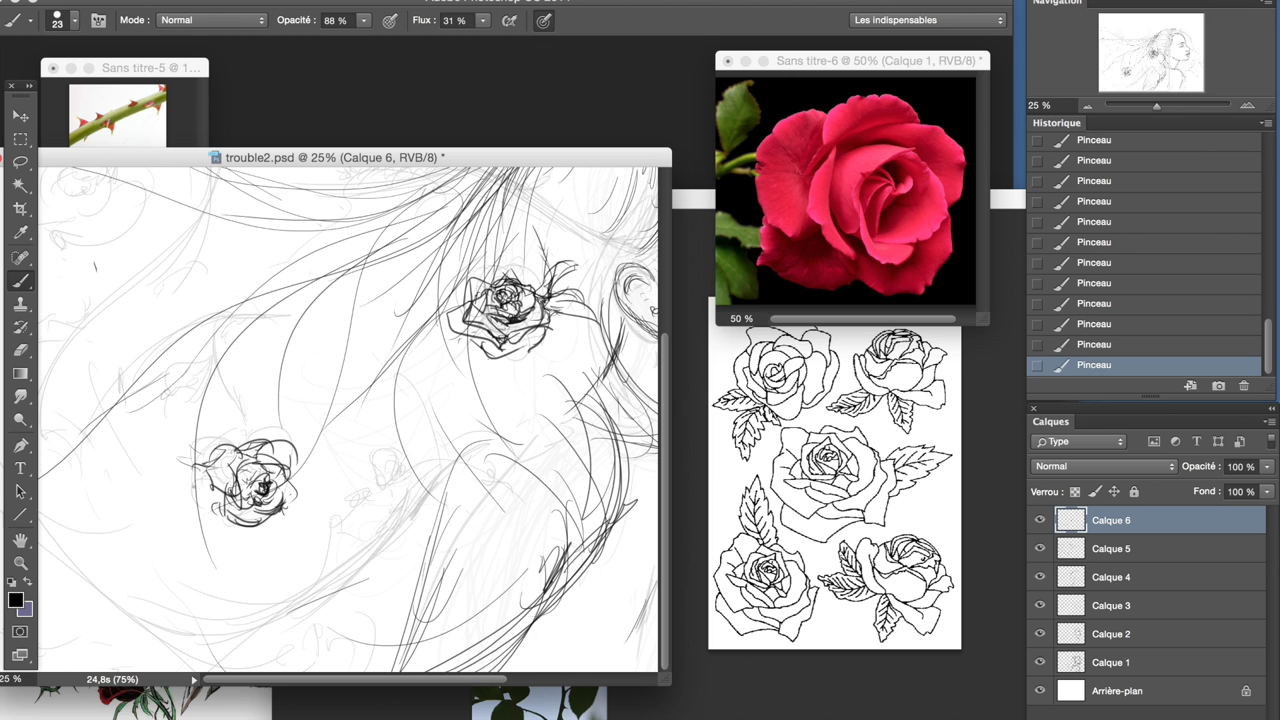 23 Mode : Normal Opacité : 88 % Flux : 31 % Les indispensables
Navigation
Sans titre-5 @ 1...
Sans titre-6 @ 50% (Calque 1, RVB/8) *
25 %
Historique
Pinceau
Pinceau
Pinceau
Pinceau
Pinceau
Pinceau
Pinceau
Pinceau
Pinceau
Pinceau
Pinceau
Pinceau
trouble2.psd @ 25% (Calque 6, RVB/8) *
50 %
Calques
Type
Normal Opacité : 100 %
Verrou : Fond : 100 %
Calque 6
Calque 5
Calque 4
Calque 3
Calque 2
Calque 1
Arrière-plan
25 % 24,8s (75%)